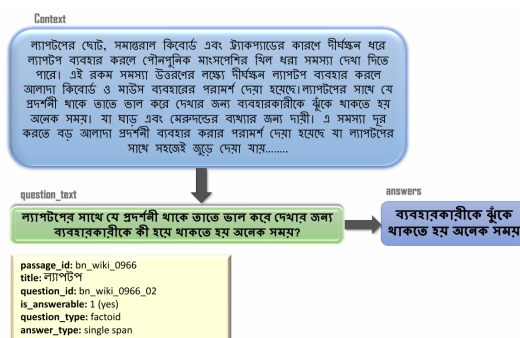 Context
ল্যাপটপের ছোট, সমান্তরাল কিবোর্ড এবং ট্র্যাকপ্যাডের কারণে দীর্ঘক্ষন ধরে
ল্যাপটপ ব্যবহার করলে পৌনপুনিক মাংসপেশির খিল ধরা সমস্যা দেখা দিতে
পারে। এই রকম সমস্যা উত্তরণের লক্ষ্যে দীর্ঘক্ষন ল্যাপটপ ব্যবহার করলে
আলাদা কিবোর্ড ও মাউস ব্যবহারের পরামর্শ দেয়া হয়েছে।ল্যাপটপের সাথে যে
প্রদর্শনী থাকে তাতে ভাল করে দেখার জন্য ব্যবহারকারীকে ঝুঁকে থাকতে হয়
অনেক সময়। যা ঘাড় এবং মেরুদন্ডের ব্যথার জন্য দায়ী। এ সমস্যা দূর
করতে বড় আলাদা প্রদর্শনী ব্যবহার করার পরামর্শ দেয়া হয়েছে যা ল্যাপটপের
সাথে সহজেই জুড়ে দেয়া যায়........
question_text
ল্যাপটপের সাথে যে প্রদর্শনী থাকে তাতে ভাল করে দেখার জন্য
ব্যবহারকারীকে কী হয়ে থাকতে হয় অনেক সময়?
answers
ব্যবহারকারীকে ঝুঁকে
থাকতে হয় অনেক সময়
passage_id: bn_wiki_0966
title: ল্যাপটপ
question_id: bn_wiki_0966_02
is_answerable: 1 (yes)
question_type: factoid
answer_type: single span